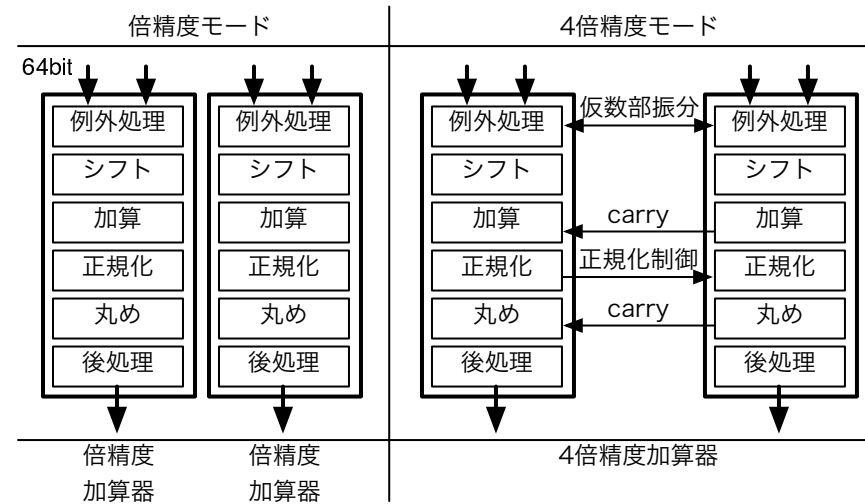 倍精度モード
4倍精度モード
64bit
例外処理
シフト
加算
正規化
丸め
後処理
倍精度
加算器
例外処理
シフト
加算
正規化
丸め
後処理
倍精度
加算器
例外処理
シフト
加算
正規化
丸め
後処理
仮数部振分
carry
正規化制御
carry
例外処理
シフト
加算
正規化
丸め
後処理
4倍精度加算器